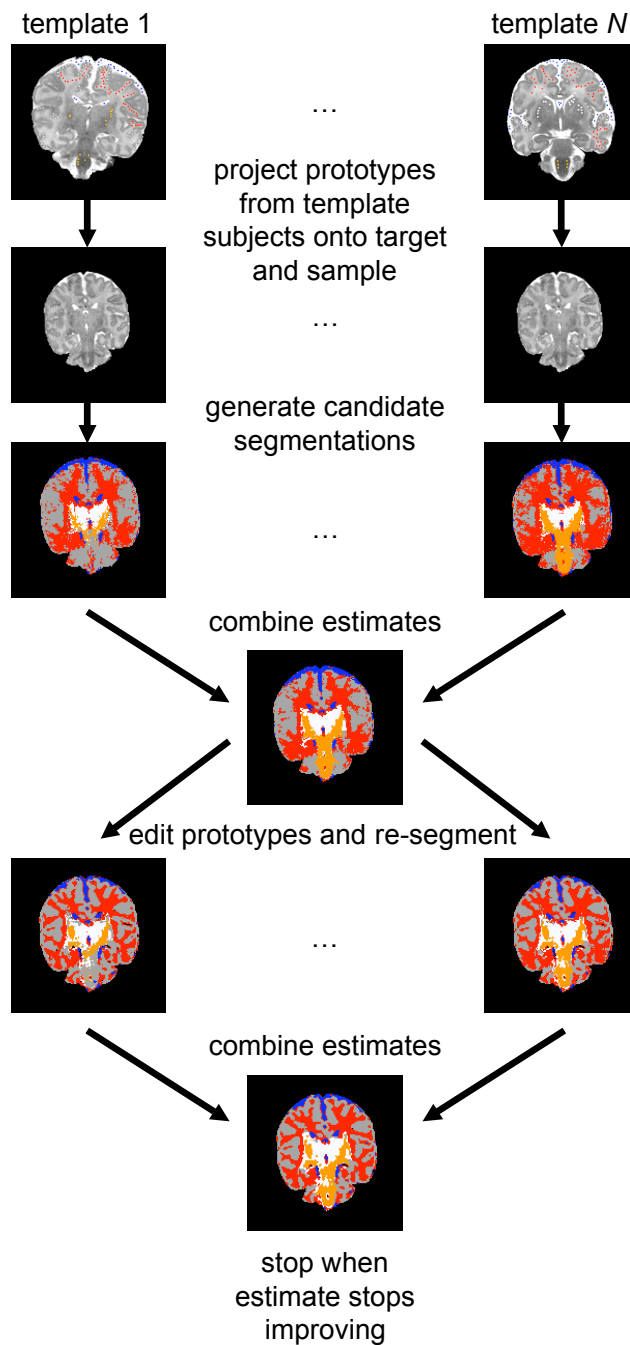 template 1
template N
…
project prototypes
from template
subjects onto target
and sample
…
generate candidate
segmentations
…
combine estimates
edit prototypes and re-segment
…
combine estimates
stop when
estimate stops
improving